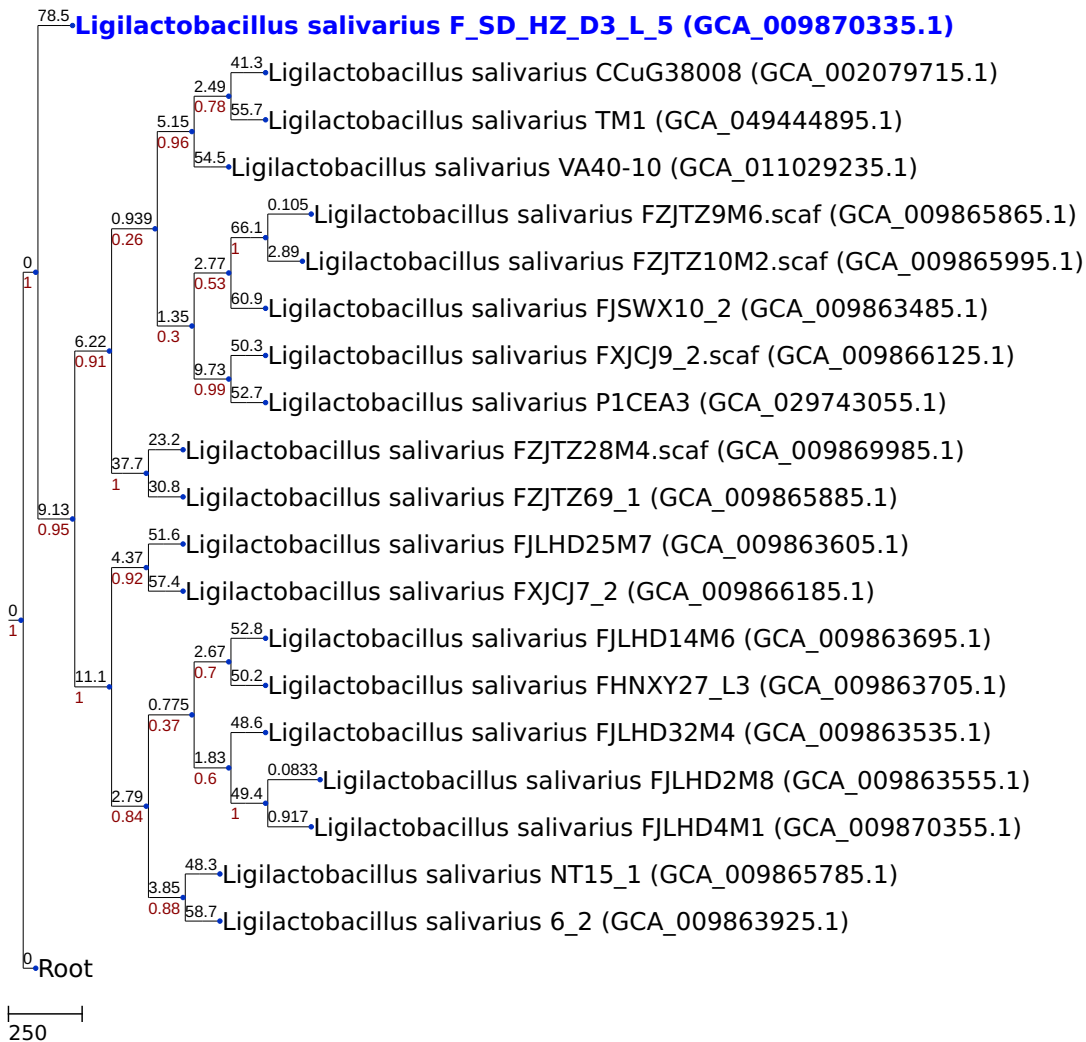 78.5
Ligilactobacillus salivarius F_SD_HZ_D3_L_5 (GCA_009870335.1)
41.3
Ligilactobacillus salivarius CCuG38008 (GCA_002079715.1)
2.49
0.78
55.7
Ligilactobacillus salivarius TM1 (GCA_049444895.1)
5.15
0.96
54.5
Ligilactobacillus salivarius VA40-10 (GCA_011029235.1)
0.105
Ligilactobacillus salivarius FZJTZ9M6.scaf (GCA_009865865.1)
0.939
0.26
66.1
1
2.89
Ligilactobacillus salivarius FZJTZ10M2.scaf (GCA_009865995.1)
0
1
2.77
0.53
60.9
Ligilactobacillus salivarius FJSWX10_2 (GCA_009863485.1)
1.35
0.3
50.3
Ligilactobacillus salivarius FXJCJ9_2.scaf (GCA_009866125.1)
6.22
0.91
9.73
0.99
52.7
Ligilactobacillus salivarius P1CEA3 (GCA_029743055.1)
23.2
Ligilactobacillus salivarius FZJTZ28M4.scaf (GCA_009869985.1)
37.7
1
30.8
Ligilactobacillus salivarius FZJTZ69_1 (GCA_009865885.1)
9.13
0.95
51.6
Ligilactobacillus salivarius FJLHD25M7 (GCA_009863605.1)
4.37
0.92
57.4
Ligilactobacillus salivarius FXJCJ7_2 (GCA_009866185.1)
0
1
52.8
Ligilactobacillus salivarius FJLHD14M6 (GCA_009863695.1)
2.67
0.7
50.2
Ligilactobacillus salivarius FHNXY27_L3 (GCA_009863705.1)
11.1
1
0.775
0.37
48.6
Ligilactobacillus salivarius FJLHD32M4 (GCA_009863535.1)
1.83
0.6
0.0833
Ligilactobacillus salivarius FJLHD2M8 (GCA_009863555.1)
49.4
1
0.917
Ligilactobacillus salivarius FJLHD4M1 (GCA_009870355.1)
2.79
0.84
48.3
Ligilactobacillus salivarius NT15_1 (GCA_009865785.1)
3.85
0.88
58.7
Ligilactobacillus salivarius 6_2 (GCA_009863925.1)
0
Root
250